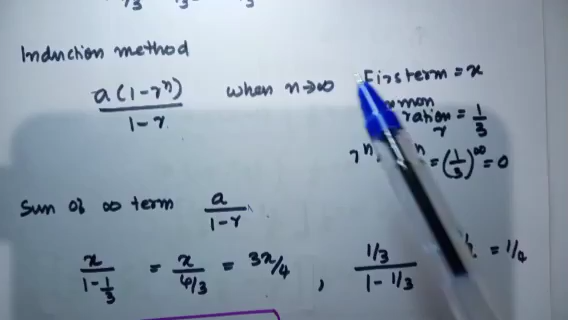 Induction method
a(1-r^n) / 1-r when n→∞ First term = x
ration = 1/3
r
r^n = (1/3)^∞ = 0
Sum of ∞ term a / 1-r
x / 1-1/3 = x / 4/3 = 3x/4 , 1/3 / 1-1/3 = 1/4